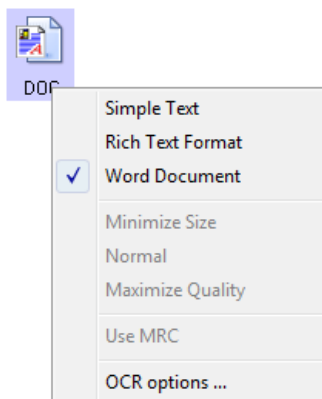 DOC
Simple Text
Rich Text Format
Word Document
Minimize Size
Normal
Maximize Quality
Use MRC
OCR options ...